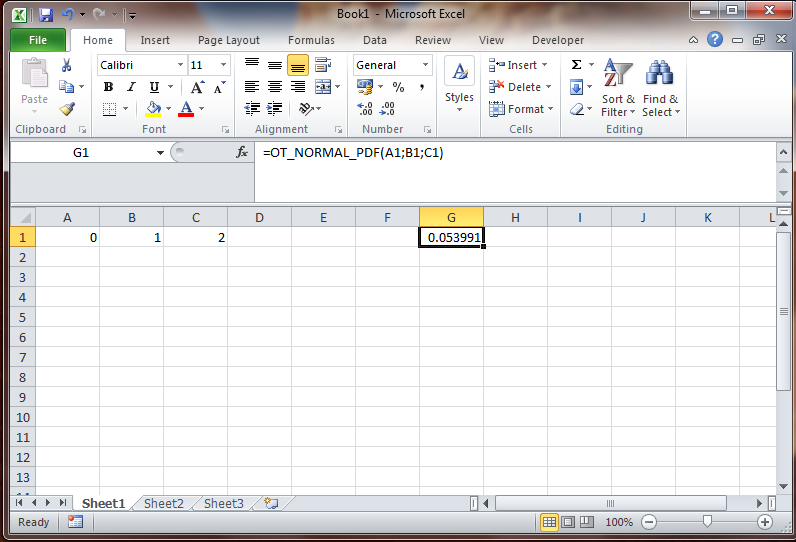 Book1 - Microsoft Excel
File Home Insert Page Layout Formulas Data Review View Developer
Paste
Clipboard
Calibri 11
B I U A A
A
Font
Alignment
General
% ,
.00 .0
.0 .00
Number
A
Styles
Insert
Delete
Format
Cells
Σ
A
Z
Sort & Filter
Find & Select
Editing
G1 fx =OT_NORMAL_PDF(A1;B1;C1)
A B C D E F G H I J K L
1 0 1 2 0.053991
2
3
4
5
6
7
8
9
10
11
12
13
Sheet1 Sheet2 Sheet3
Ready 100%